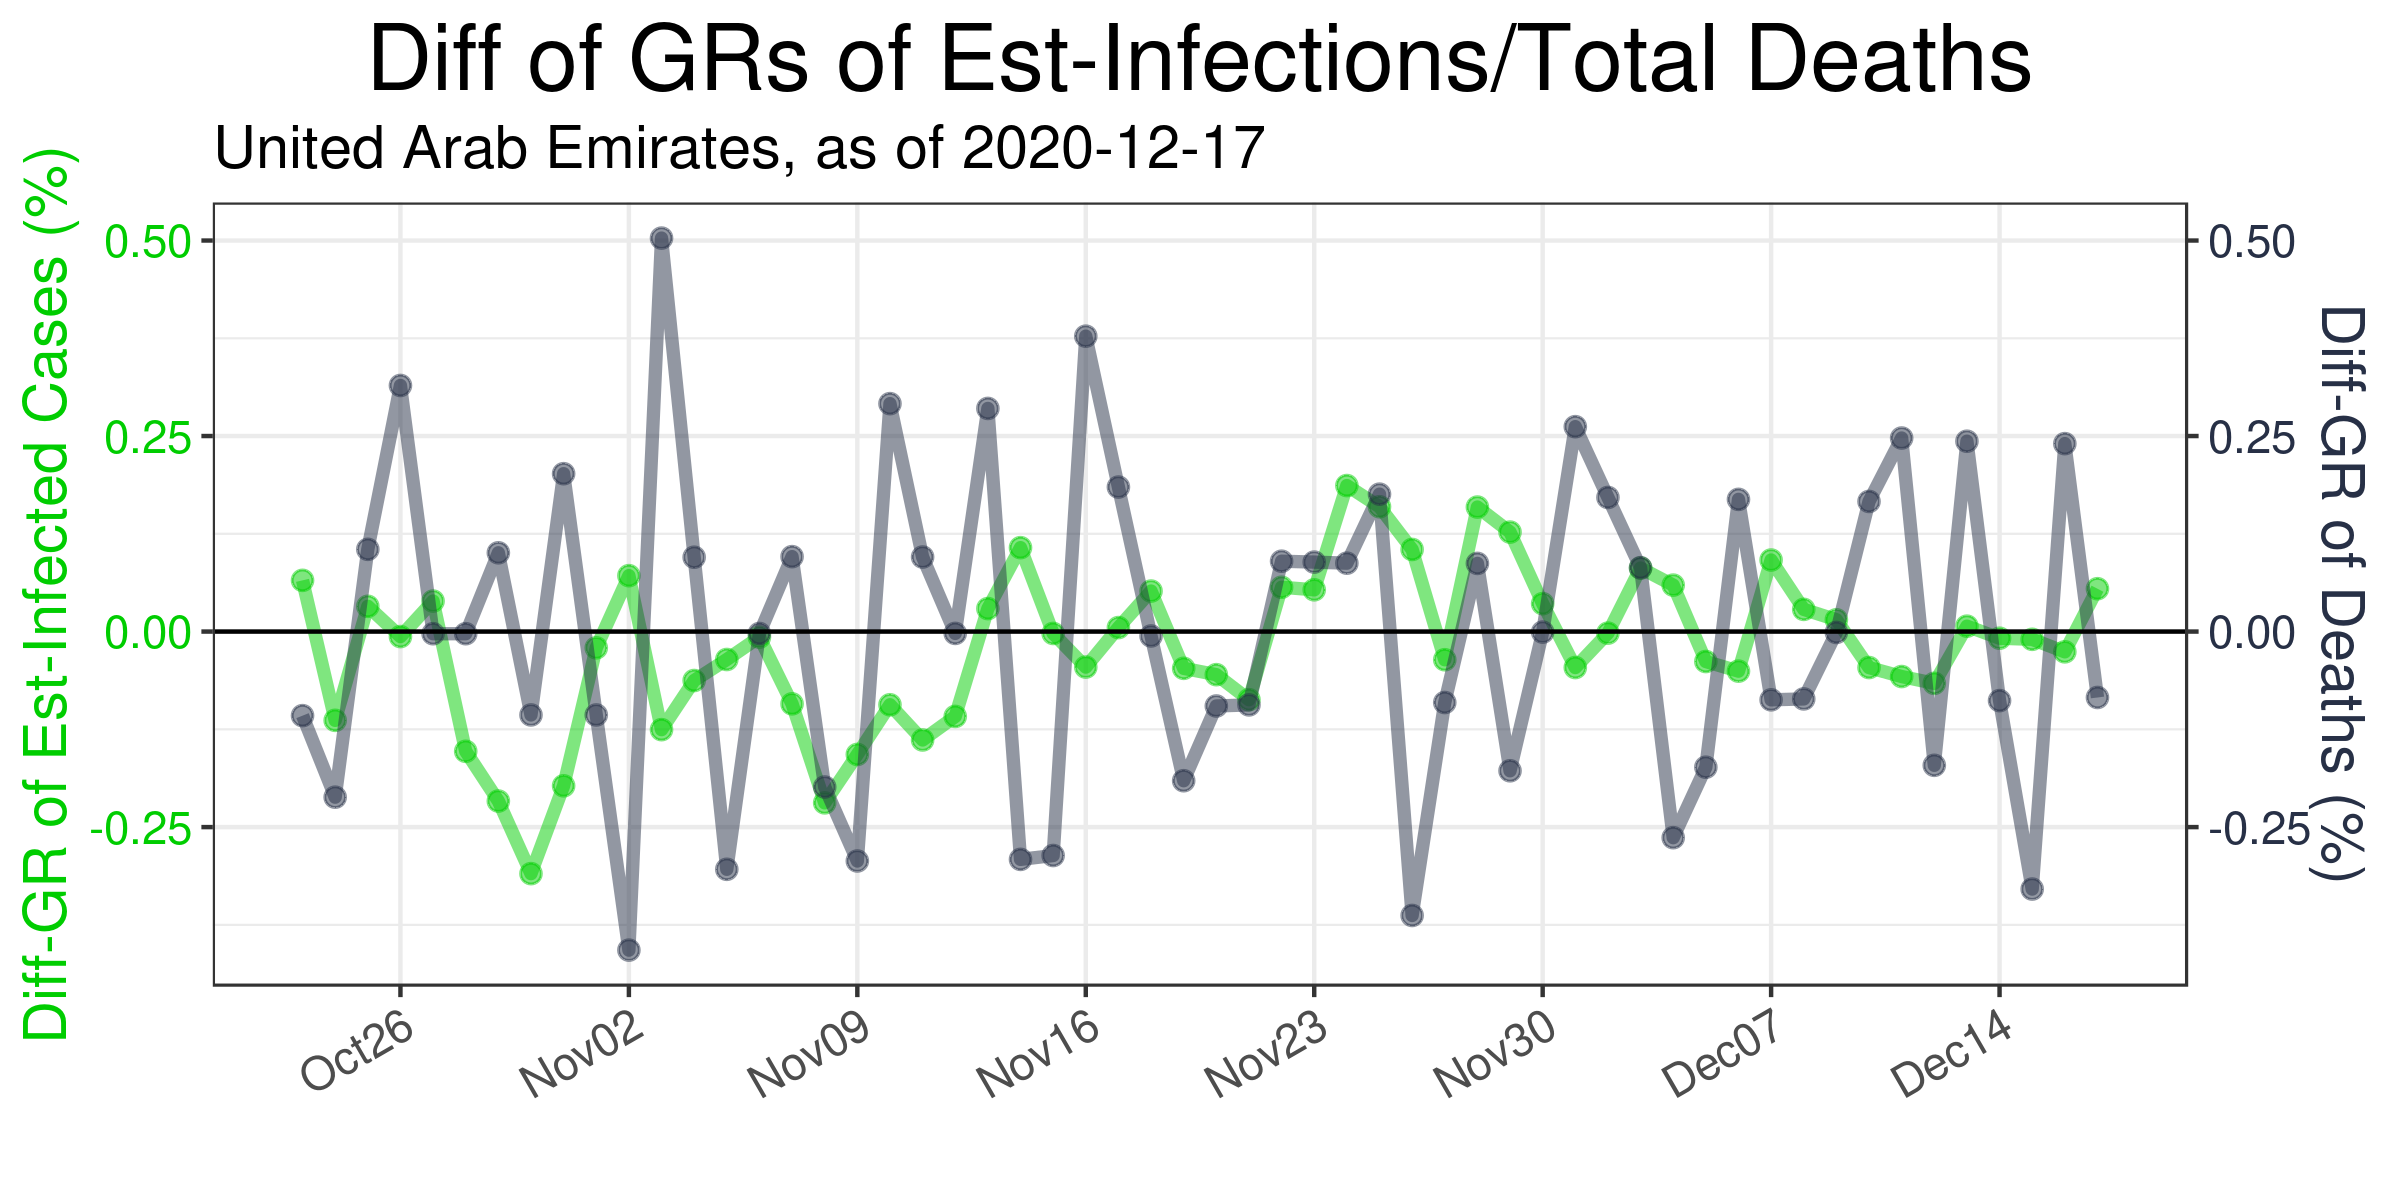 Diff of GRs of Est-Infections/Total Deaths
United Arab Emirates, as of 2020-12-17
Diff-GR of Est-Infected Cases (%)
0.50
0.25
0.00
-0.25
0.50
0.25
0.00
-0.25
Diff-GR of Deaths (%)
Oct26
Nov02
Nov09
Nov16
Nov23
Nov30
Dec07
Dec14